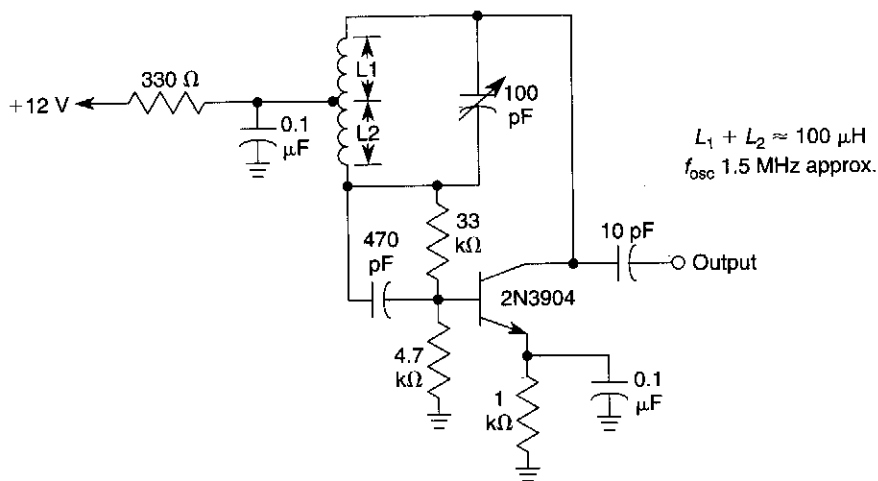 330 Ω
+12 V
0.1
μF
L1
L2
100
pF
L₁ + L₂ ≈ 100 μH
fosc 1.5 MHz approx.
470
pF
33
kΩ
10 pF
Output
2N3904
4.7
kΩ
1
kΩ
0.1
μF